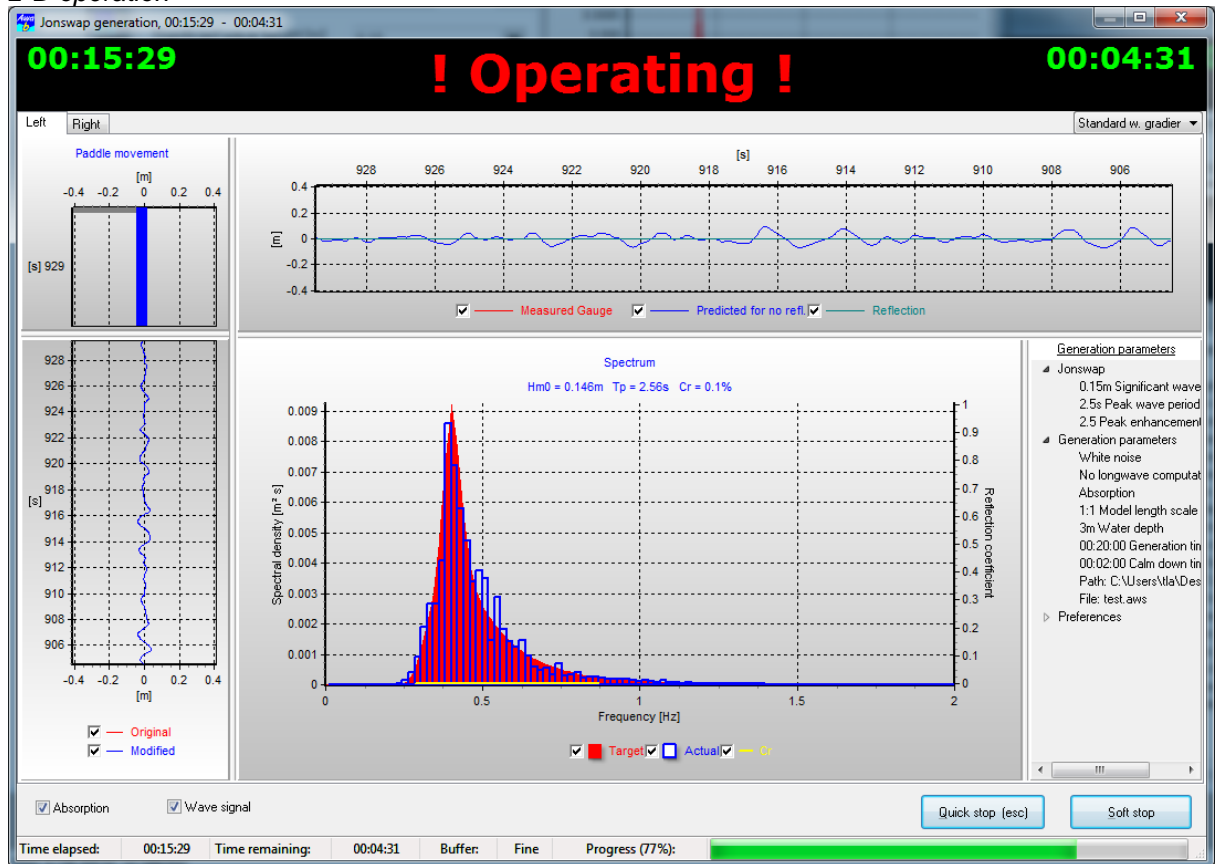 2-D operation
Jonswap generation, 00:15:29 - 00:04:31
00:15:29
! Operating !
00:04:31
Left Right
Standard w. gradier
Paddle movement
[m]
-0.4 -0.2 0 0.2 0.4
[s] 929
[s]
928 926 924 922 920 918 916 914 912 910 908 906
0.4
0.2
[m] 0
-0.2
-0.4
Measured Gauge Predicted for no refl. Reflection
928
926
924
922
920
918
[s]
916
914
912
910
908
906
-0.4 -0.2 0 0.2 0.4
[m]
Original
Modified
Spectrum
Hm0 = 0.146m Tp = 2.56s Cr = 0.1%
Spectral density [m² s]
0.009
0.008
0.007
0.006
0.005
0.004
0.003
0.002
0.001
0
1
0.9
0.8
0.7
0.6
0.5
0.4
0.3
0.2
0.1
0
Reflection coefficient
0 0.5 1 1.5 2
Frequency [Hz]
Target Actual Cr
Generation parameters
Jonswap
0.15m Significant wave
2.5s Peak wave period
2.5 Peak enhancement
Generation parameters
White noise
No longwave computat
Absorption
1:1 Model length scale
3m Water depth
00:20:00 Generation tin
00:02:00 Calm down tin
Path: C:\Users\tla\Des
File: test.aws
Preferences
Absorption Wave signal
Quick stop (esc) Soft stop
Time elapsed: 00:15:29 Time remaining: 00:04:31 Buffer: Fine Progress (77%):